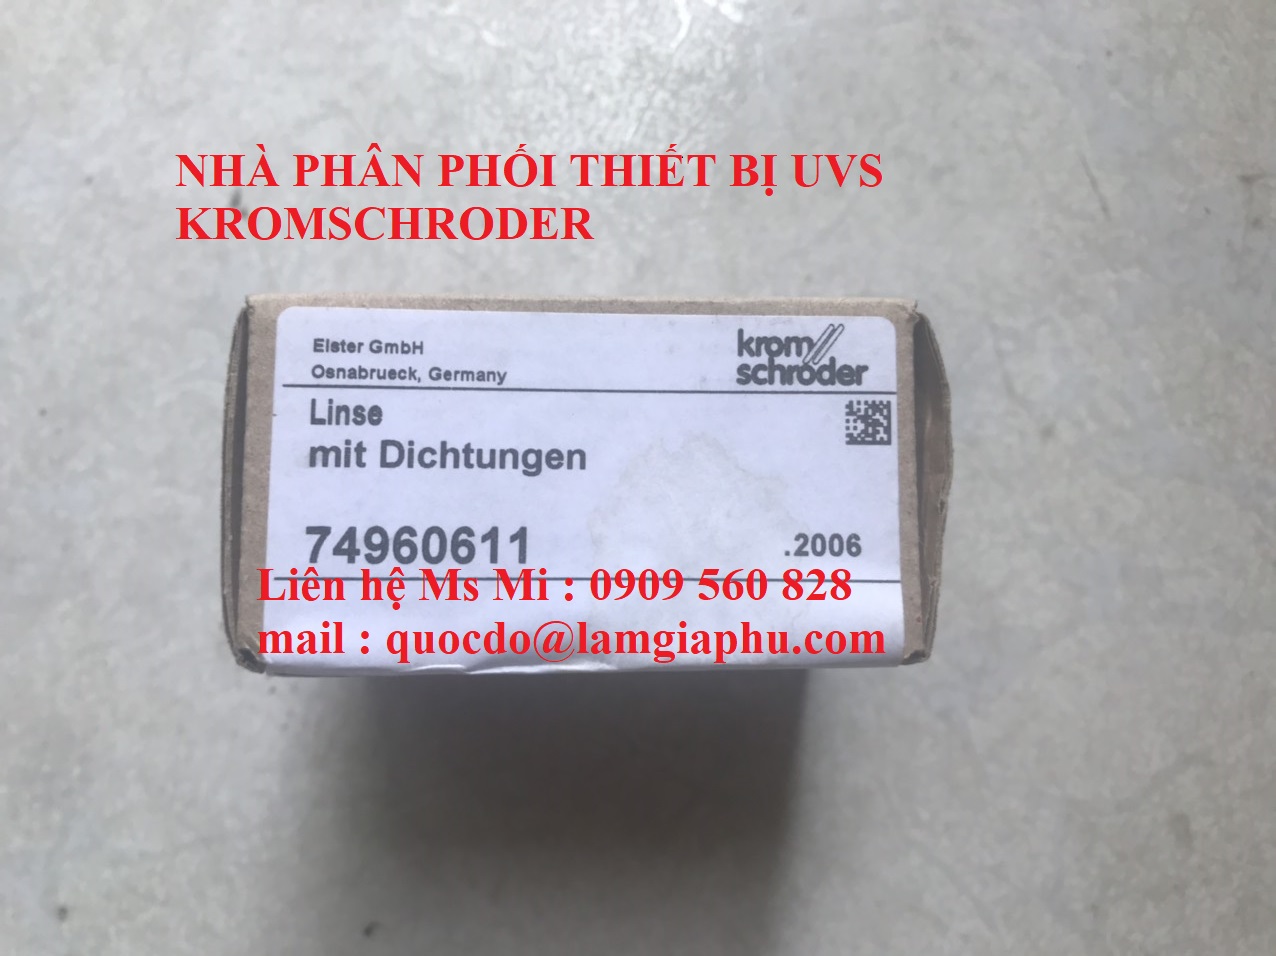 NHÀ PHÂN PHỐI THIẾT BỊ UVS
KROMSCHRODER
Elster GmbH
Osnabrueck, Germany
krom
schröder
Linse
mit Dichtungen
74960611
.2006
Liên hệ Ms Mi : 0909 560 828
mail : quocdo@lamgiaphu.com